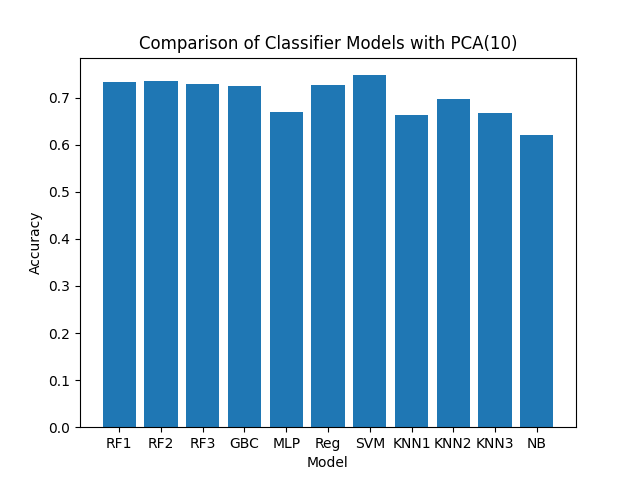 Comparison of Classifier Models with PCA(10)
Accuracy
0.7
0.6
0.5
0.4
0.3
0.2
0.1
0.0
RF1 RF2 RF3 GBC MLP Reg SVM KNN1 KNN2 KNN3 NB
Model